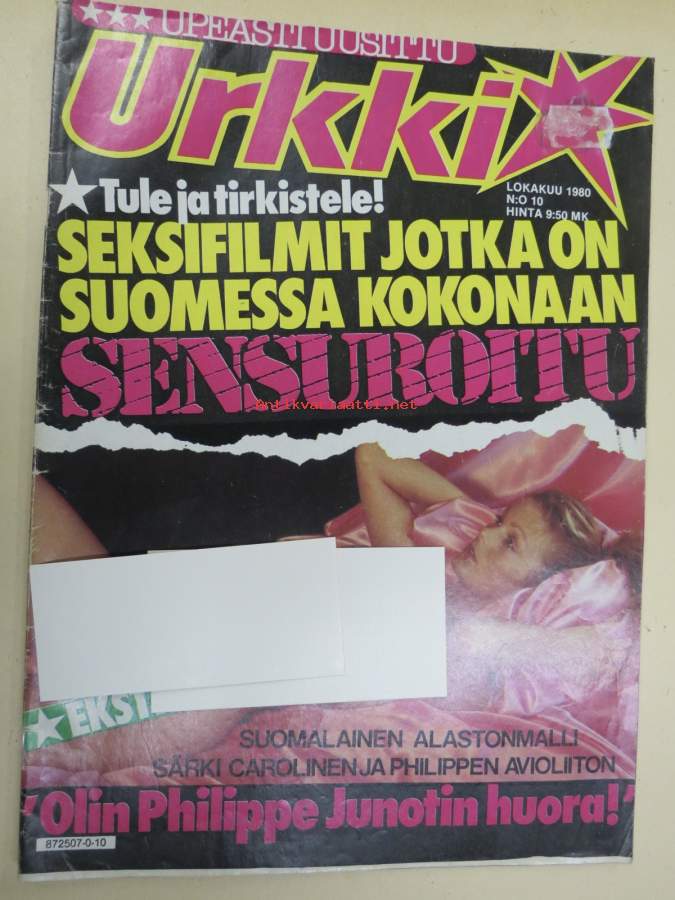 ★★★ UPEASTI UUSITTU
Urkki
LOKAKUU 1980
N:O 10
HINTA 9:50 MK
★ Tule ja tirkistele!
SEKSIFILMIT JOTKA ON
SUOMESSA KOKONAAN
SENSUROITU
Antikvariaatti.net
★ EKST
SUOMALAINEN ALASTONMALLI
SÄRKI CAROLINEN JA PHILIPPEN AVIOLIITON
'Olin Philippe Junotin huora!'
872507-0-10